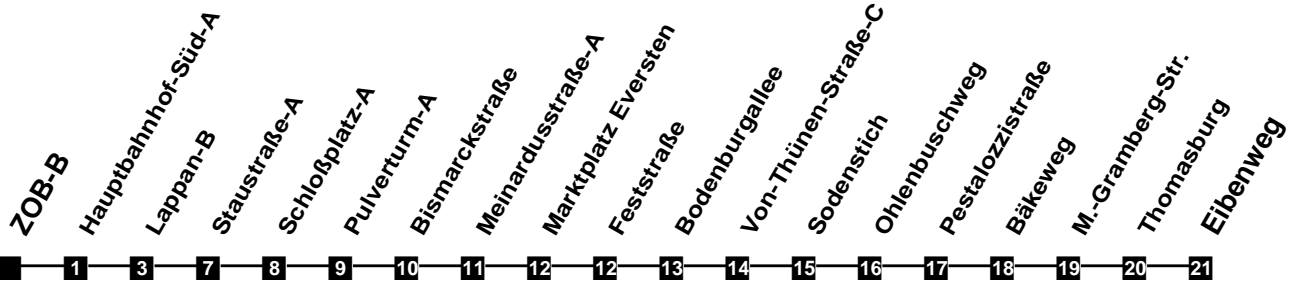 ZOB-B
Hauptbahnhof-Süd-A
Lappan-B
Staustraße-A
Schloßplatz-A
Pulverturm-A
Bismarckstraße
Meinardusstraße-A
Marktplatz Eversten
Feststraße
Bodenburgallee
Von-Thünen-Straße-C
Sodenstich
Ohlenbuschweg
Pestalozzistraße
Bäkeweg
M.-Gramberg-Str.
Thomasburg
Eibenweg
1 3 7 8 9 10 11 12 12 13 14 15 16 17 18 19 20 21